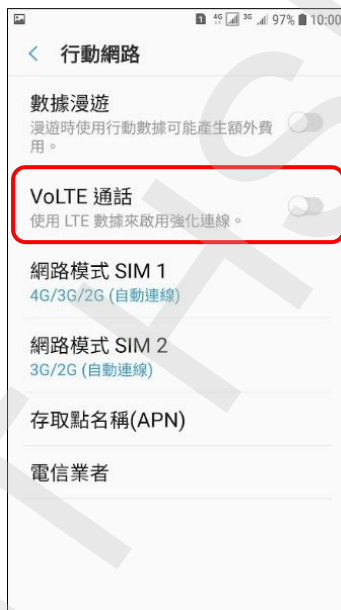 1 4G 3G 97% 10:00
行動網路
數據漫遊
漫遊時使用行動數據可能產生額外費
用。
VoLTE 通話
使用 LTE 數據來啟用強化連線。
網路模式 SIM 1
4G/3G/2G (自動連線)
網路模式 SIM 2
3G/2G (自動連線)
存取點名稱(APN)
電信業者